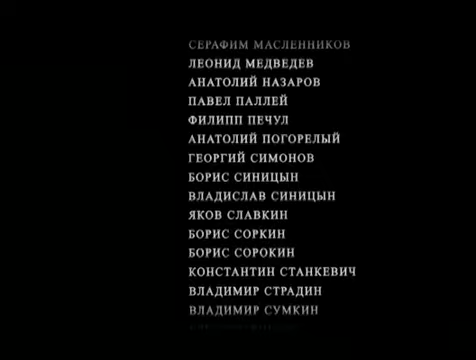 СЕРАФИМ МАСЛЕННИКОВ
ЛЕОНИД МЕДВЕДЕВ
АНАТОЛИЙ НАЗАРОВ
ПАВЕЛ ПАЛЛЕЙ
ФИЛИПП ПЕЧУЛ
АНАТОЛИЙ ПОГОРЕЛЫЙ
ГЕОРГИЙ СИМОНОВ
БОРИС СИНИЦЫН
ВЛАДИСЛАВ СИНИЦЫН
ЯКОВ СЛАВКИН
БОРИС СОРКИН
БОРИС СОРОКИН
КОНСТАНТИН СТАНКЕВИЧ
ВЛАДИМИР СТРАДИН
ВЛАДИМИР СУМКИН